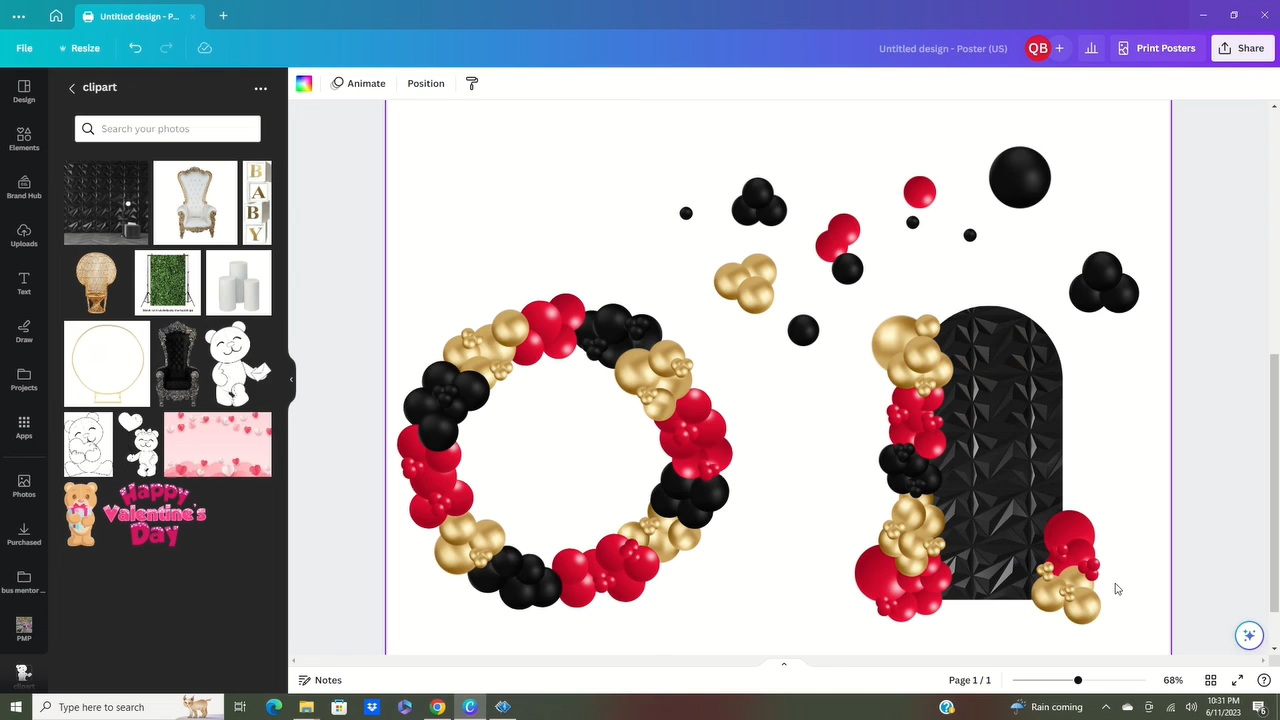 Untitled design - P...
File
Resize
Untitled design - Poster (US)
QB
Print Posters
Share
Design
Elements
Brand Hub
Uploads
Text
Draw
Projects
Apps
Photos
Purchased
bus mentor ...
PMP
clipart
clipart
Search your photos
B
A
B
Y
Happy
Valentine's
Day
Animate
Position
Notes
Page 1 / 1
68%
Type here to search
Rain coming
10:31 PM
6/11/2023
6